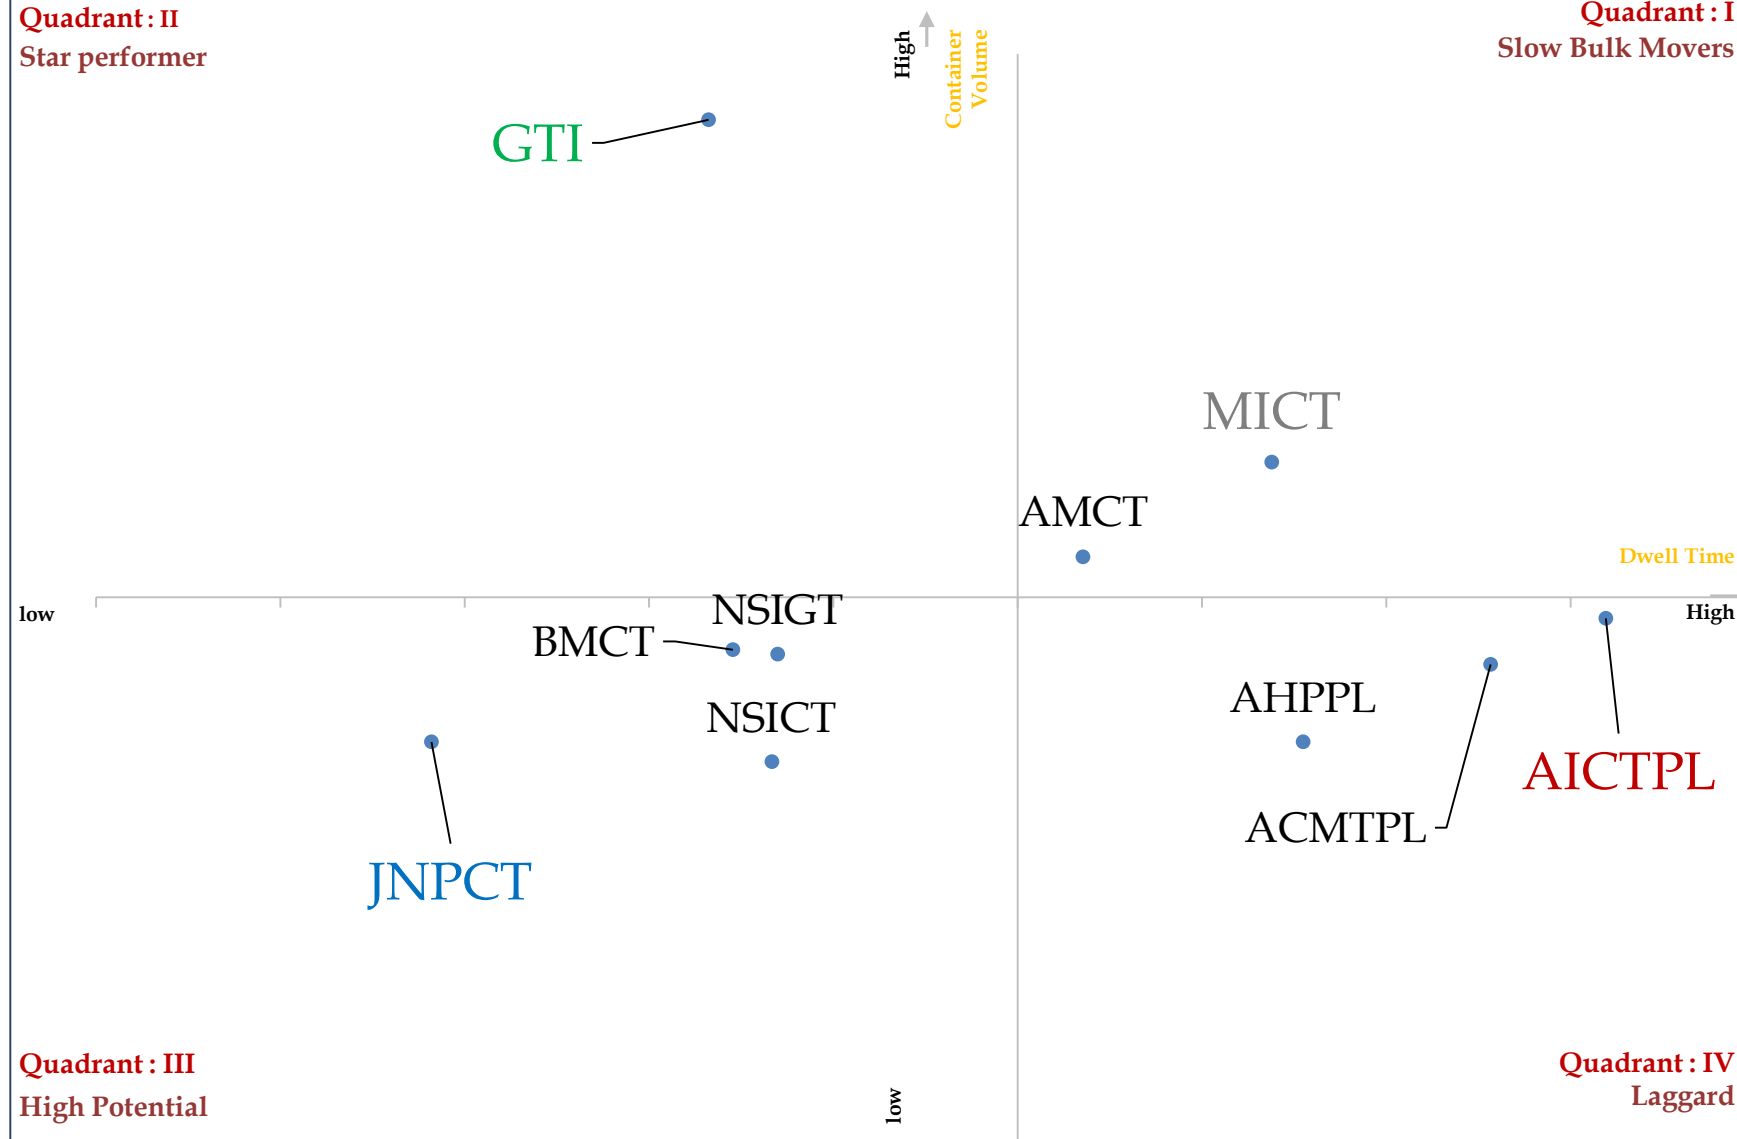 Quadrant : II
Star performer
High
Container
Volume
Quadrant : I
Slow Bulk Movers
GTI
MICT
AMCT
Dwell Time
low
High
NSIGT
BMCT
NSICT
AHPPL
AICTPL
ACMTPL
JNPCT
Quadrant : III
High Potential
low
Quadrant : IV
Laggard